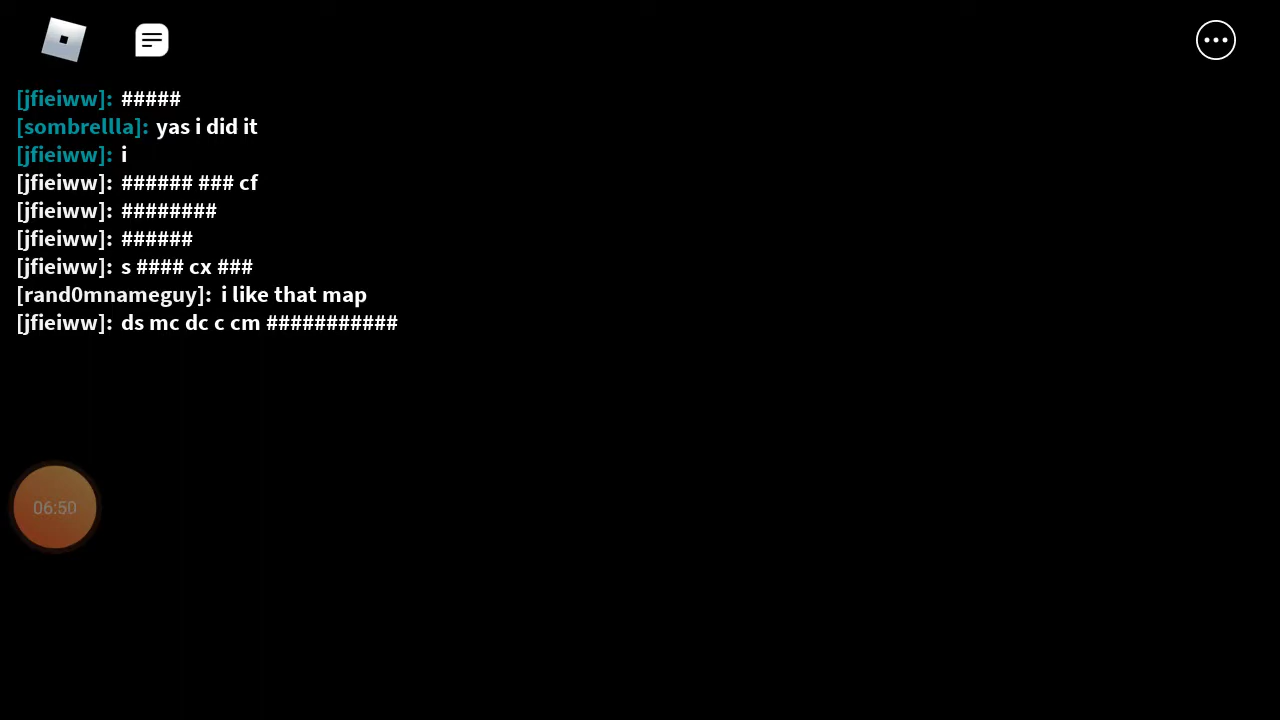 [jfieiww]: #####
[sombrellla]: yas i did it
[jfieiww]: i
[jfieiww]: ###### ### cf
[jfieiww]: ########
[jfieiww]: ######
[jfieiww]: s #### cx ###
[rand0mnameguy]: i like that map
[jfieiww]: ds mc dc c cm ###########
06:50